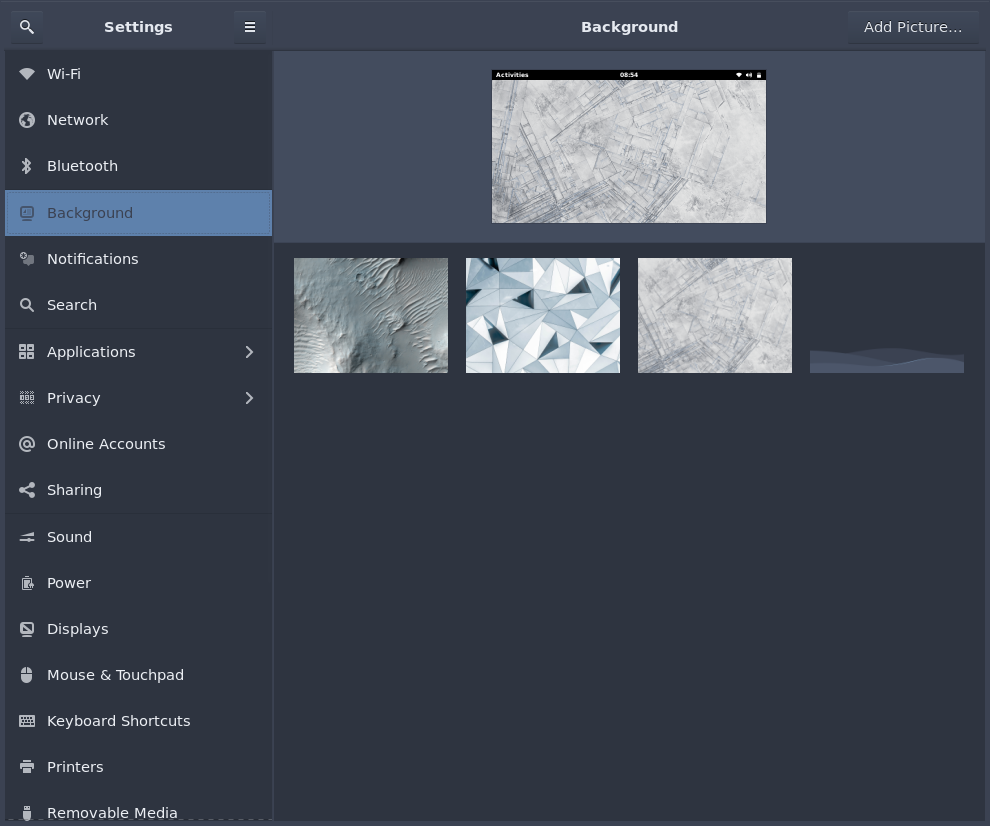 Settings
Background
Add Picture…
Wi-Fi
Network
Bluetooth
Background
Notifications
Search
Applications
Privacy
Online Accounts
Sharing
Sound
Power
Displays
Mouse & Touchpad
Keyboard Shortcuts
Printers
Removable Media
Activities 08:54